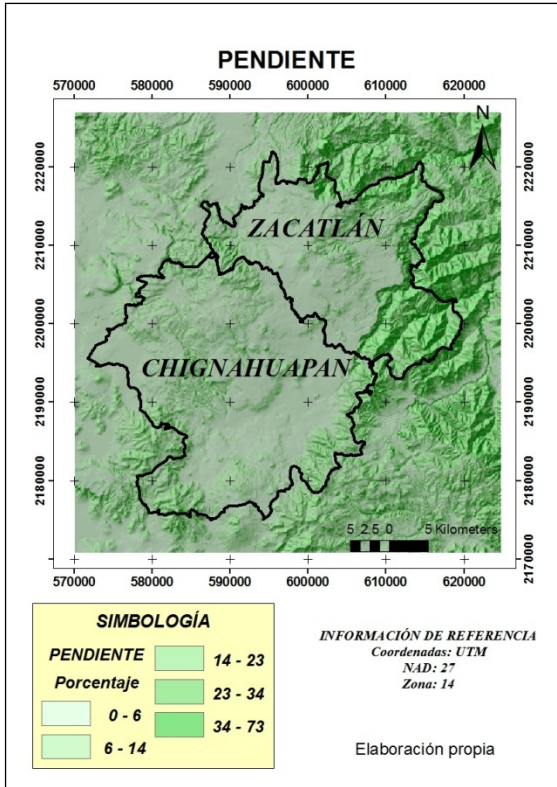 PENDIENTE
570000 580000 590000 600000 610000 620000
N
2220000 2220000
2210000 2210000
2200000 2200000
2190000 2190000
2180000 2180000
2170000
ZACATLÁN
CHIGNAHUAPAN
5 2.5 0 5 Kilometers
570000 580000 590000 600000 610000 620000
SIMBOLOGÍA
PENDIENTE
Porcentaje
0 - 6
6 - 14
14 - 23
23 - 34
34 - 73
INFORMACIÓN DE REFERENCIA
Coordenadas: UTM
NAD: 27
Zona: 14
Elaboración propia